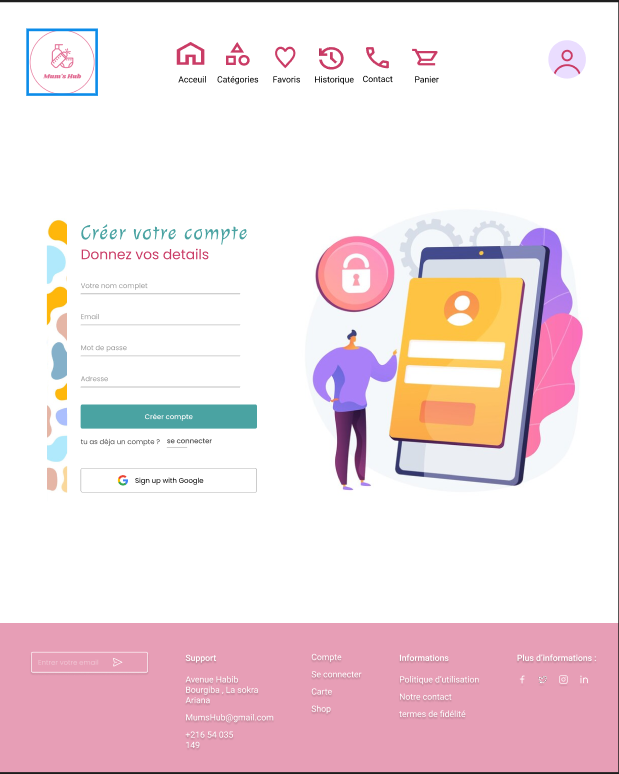 Mum's Hub
Acceuil
Catégories
Favoris
Historique
Contact
Panier
Créer votre compte
Donnez vos details
Votre nom complet
Email
Mot de passe
Adresse
Créer compte
tu as déja un compte ? se connecter
Sign up with Google
Entrer votre email
Support
Avenue Habib
Bourgiba , La sokra
Ariana
MumsHub@gmail.com
+216 54 035
149
Compte
Se connecter
Carte
Shop
Informations
Politique d'utilisation
Notre contact
termes de fidélité
Plus d'informations :